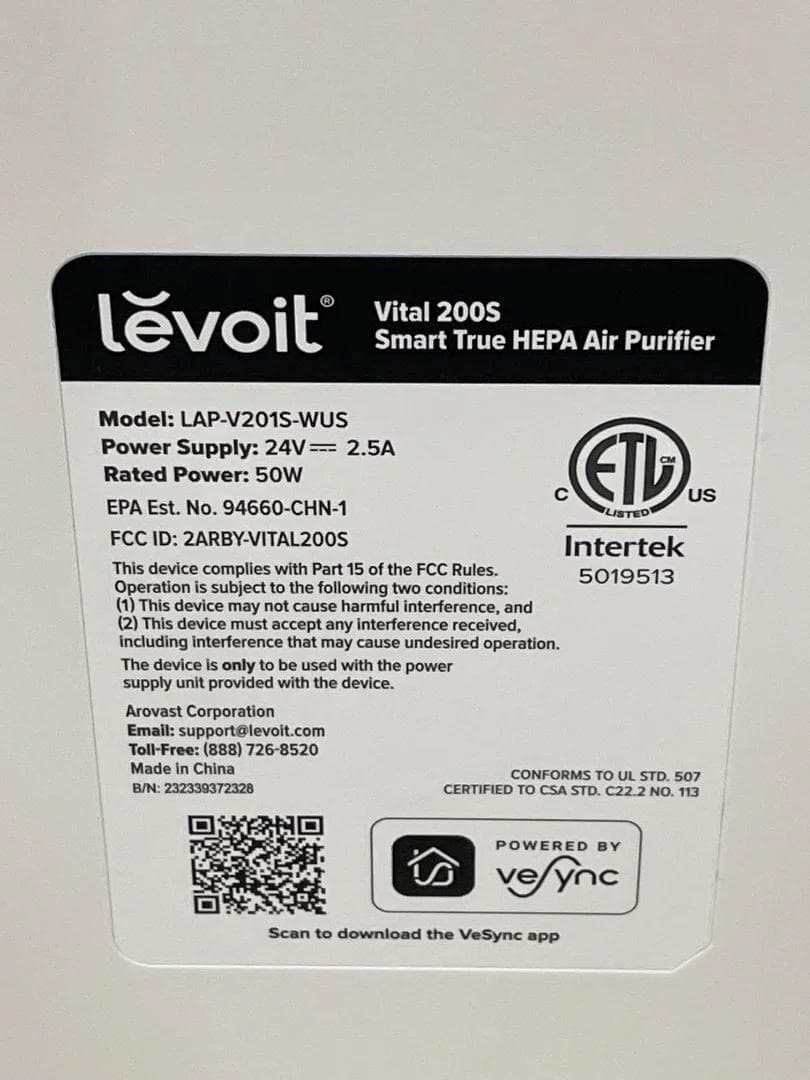 lĕvoit®
Vital 200S
Smart True HEPA Air Purifier
Model: LAP-V201S-WUS
Power Supply: 24V⎓ 2.5A
Rated Power: 50W
EPA Est. No. 94660-CHN-1
FCC ID: 2ARBY-VITAL200S
ETL CM
LISTED
C US
Intertek
5019513
This device complies with Part 15 of the FCC Rules.
Operation is subject to the following two conditions:
(1) This device may not cause harmful interference, and
(2) This device must accept any interference received,
including interference that may cause undesired operation.
The device is only to be used with the power
supply unit provided with the device.
Arovast Corporation
Email: support@levoit.com
Toll-Free: (888) 726-8520
Made in China
B/N: 232339372328
CONFORMS TO UL STD. 507
CERTIFIED TO CSA STD. C22.2 NO. 113
POWERED BY
vesync
Scan to download the VeSync app